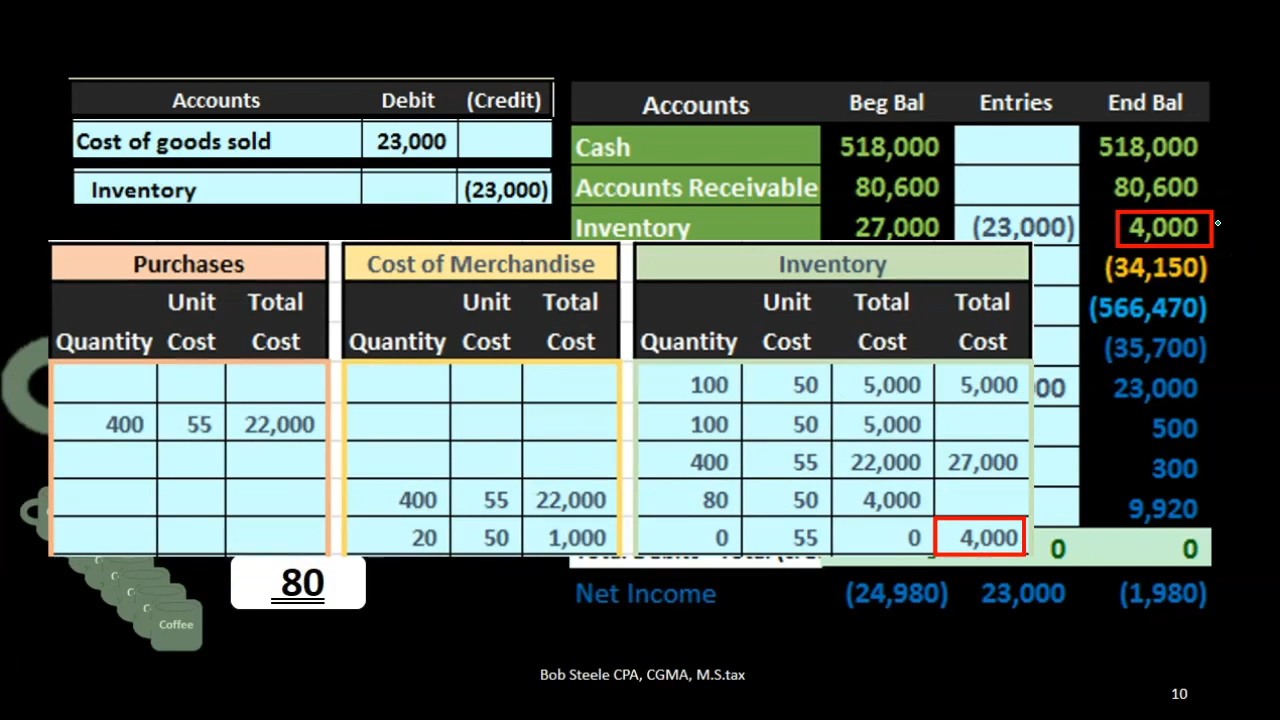 Accounts Debit (Credit)
Cost of goods sold 23,000
Inventory (23,000)
Accounts Beg Bal Entries End Bal
Cash 518,000 518,000
Accounts Receivable 80,600 80,600
Inventory 27,000 (23,000) 4,000
(34,150)
(566,470)
(35,700)
23,000
500
300
9,920
0 0
Net Income (24,980) 23,000 (1,980)
Purchases
Unit Total
Quantity Cost Cost
400 55 22,000
Cost of Merchandise
Unit Total
Quantity Cost Cost
400 55 22,000
20 50 1,000
Inventory
Unit Total Total
Quantity Cost Cost Cost
100 50 5,000 5,000
100 50 5,000
400 55 22,000 27,000
80 50 4,000
0 55 0 4,000
80
Coffee
Bob Steele CPA, CGMA, M.S.tax
10